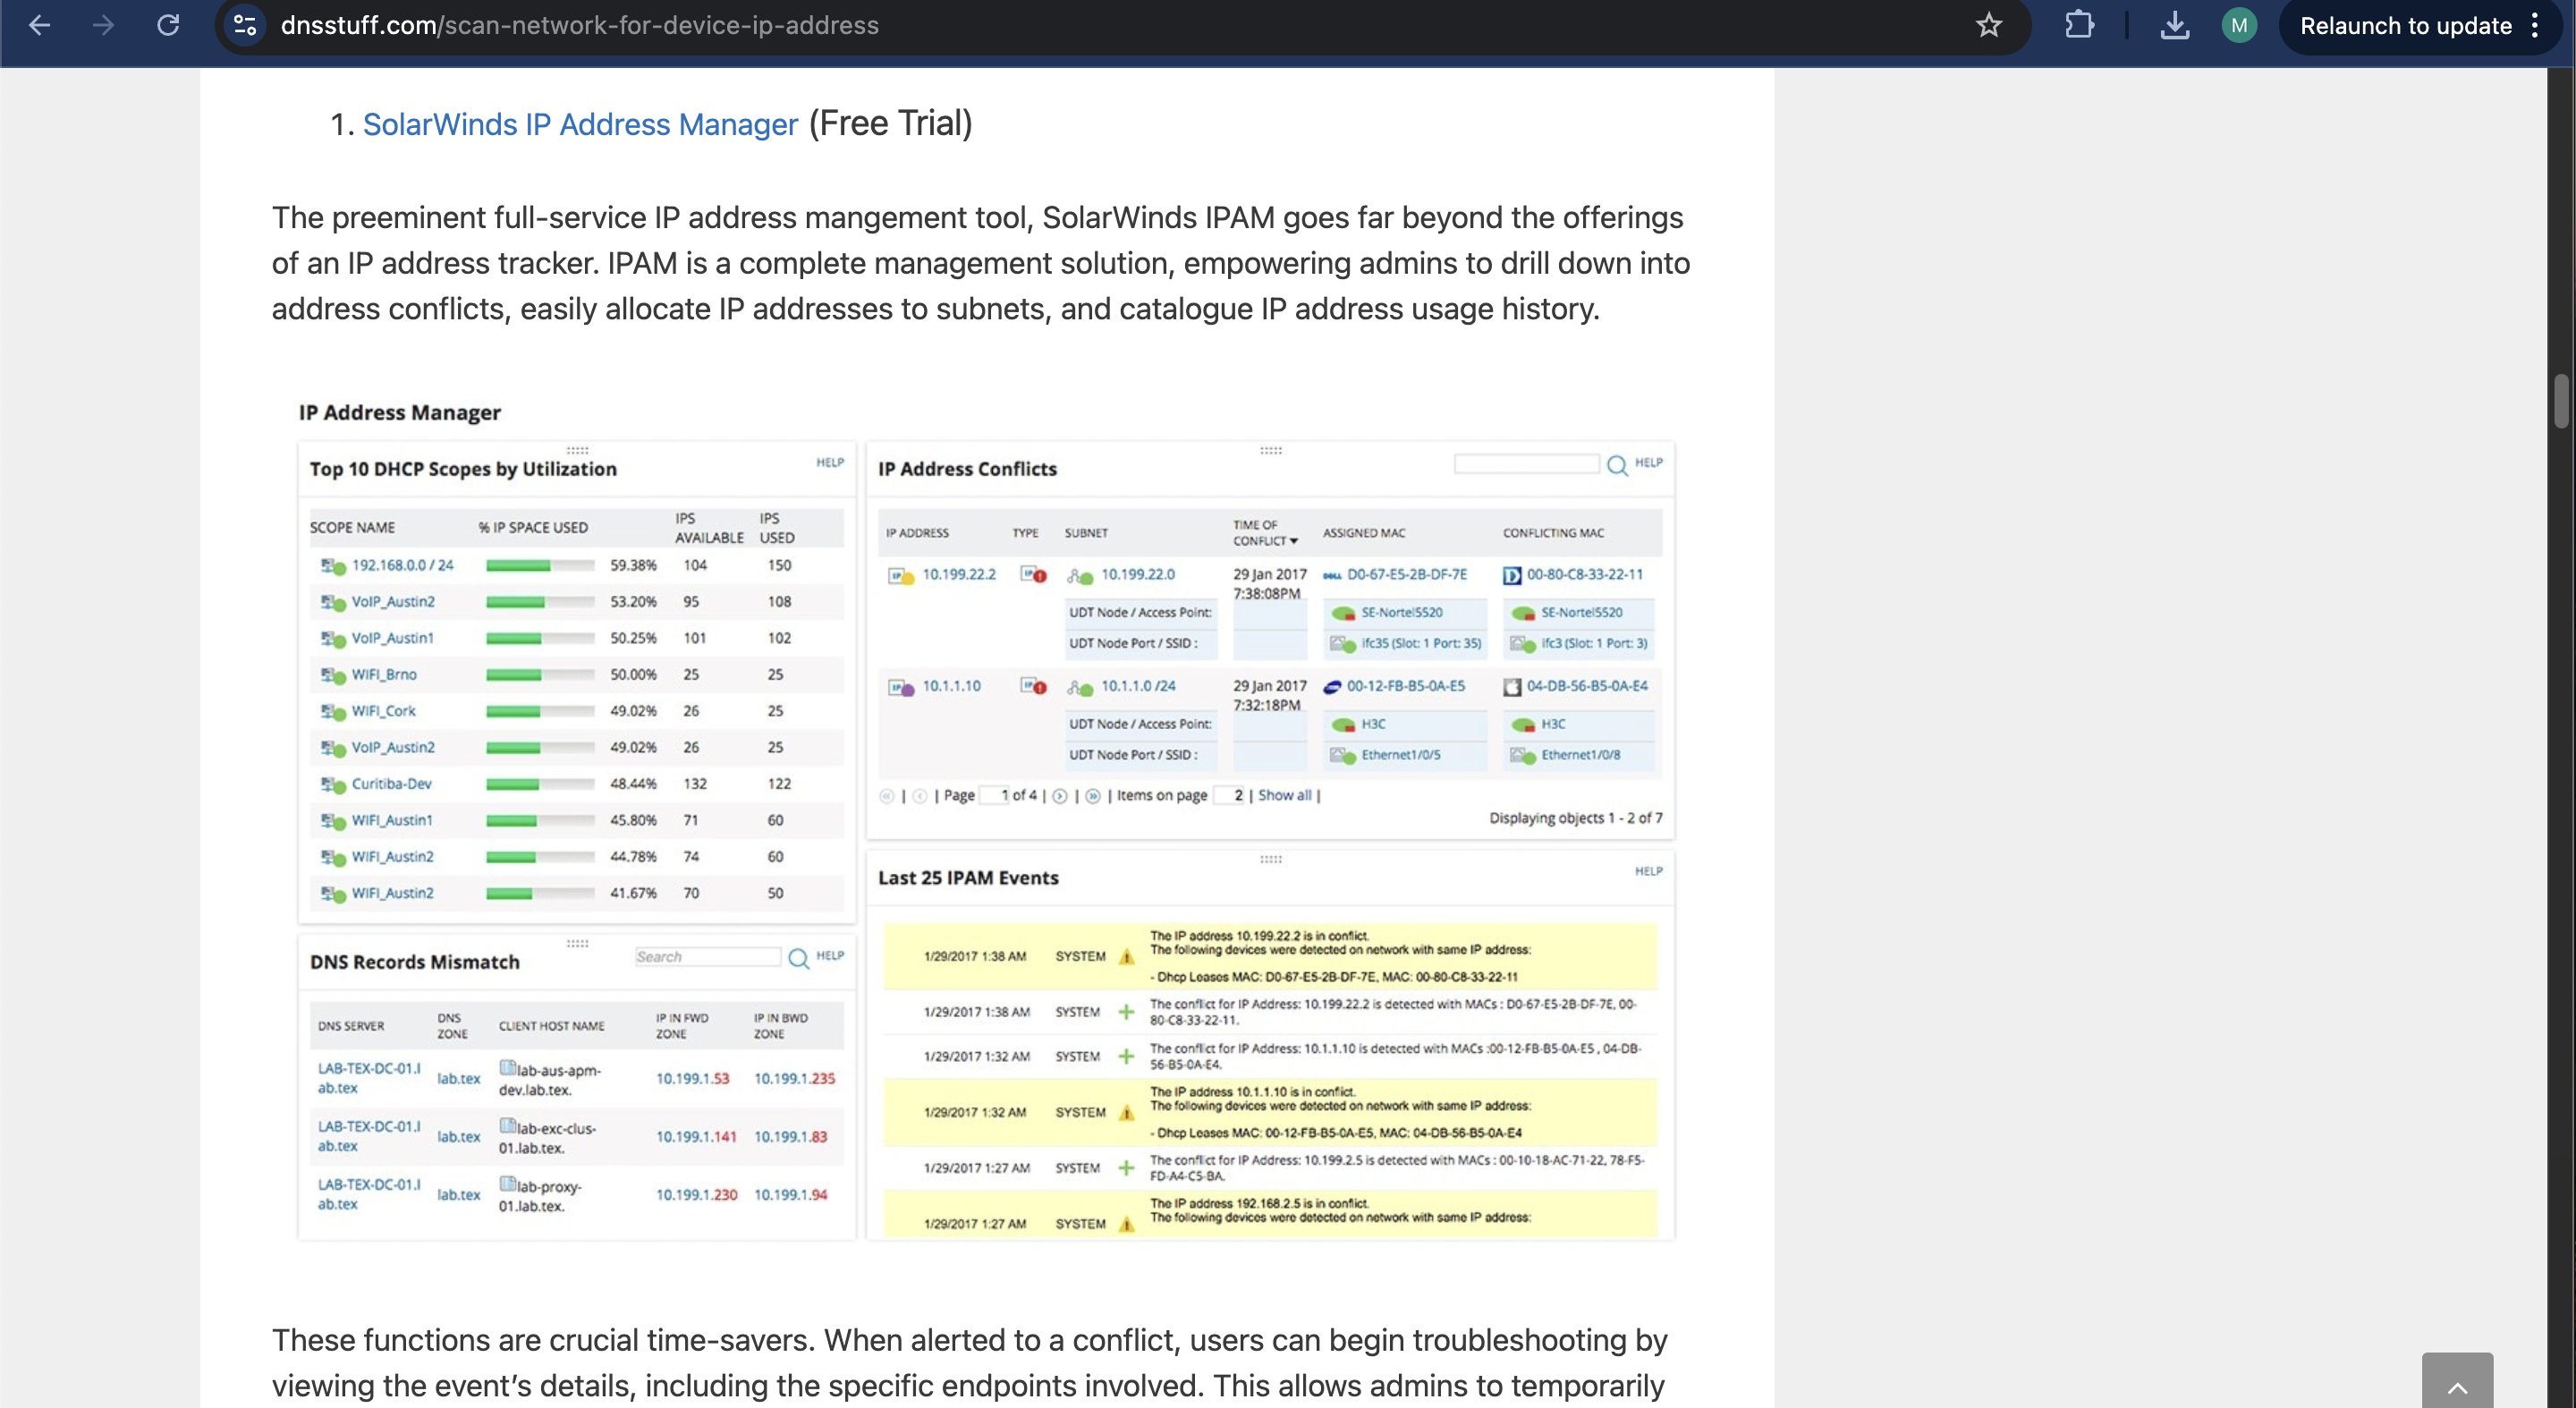 dnsstuff.com/scan-network-for-device-ip-address
M
Relaunch to update
1. SolarWinds IP Address Manager (Free Trial)
The preeminent full-service IP address mangement tool, SolarWinds IPAM goes far beyond the offerings
of an IP address tracker. IPAM is a complete management solution, empowering admins to drill down into
address conflicts, easily allocate IP addresses to subnets, and catalogue IP address usage history.
IP Address Manager
Top 10 DHCP Scopes by Utilization HELP
SCOPE NAME % IP SPACE USED IPS AVAILABLE IPS USED
192.168.0.0 / 24 59.38% 104 150
VoIP_Austin2 53.20% 95 108
VoIP_Austin1 50.25% 101 102
WIFI_Brno 50.00% 25 25
WIFI_Cork 49.02% 26 25
VoIP_Austin2 49.02% 26 25
Curitiba-Dev 48.44% 132 122
WIFI_Austin1 45.80% 71 60
WIFI_Austin2 44.78% 74 60
WIFI_Austin2 41.67% 70 50
DNS Records Mismatch Search HELP
DNS SERVER DNS ZONE CLIENT HOST NAME IP IN FWD ZONE IP IN BWD ZONE
LAB-TEX-DC-01.l
ab.tex
lab.tex
lab-aus-apm-
dev.lab.tex.
10.199.1.53 10.199.1.235
LAB-TEX-DC-01.l
ab.tex
lab.tex
lab-exc-clus-
01.lab.tex.
10.199.1.141 10.199.1.83
LAB-TEX-DC-01.l
ab.tex
lab.tex
lab-proxy-
01.lab.tex.
10.199.1.230 10.199.1.94
IP Address Conflicts HELP
IP ADDRESS TYPE SUBNET TIME OF CONFLICT ASSIGNED MAC CONFLICTING MAC
IP 10.199.22.2 IP 10.199.22.0 29 Jan 2017 DELL D0-67-E5-2B-DF-7E D 00-80-C8-33-22-11
7:38:08PM
UDT Node / Access Point: SE-Nortel5520 SE-Nortel5520
UDT Node Port / SSID : ifc35 (Slot: 1 Port: 35) ifc3 (Slot: 1 Port: 3)
IP 10.1.1.10 IP 10.1.1.0 /24 29 Jan 2017 00-12-FB-B5-0A-E5 04-DB-56-B5-0A-E4
7:32:18PM
UDT Node / Access Point: H3C H3C
UDT Node Port / SSID : Ethernet1/0/5 Ethernet1/0/8
| | Page 1 of 4 | | | Items on page 2 | Show all |
Displaying objects 1 - 2 of 7
Last 25 IPAM Events HELP
1/29/2017 1:38 AM SYSTEM The IP address 10.199.22.2 is in conflict.
The following devices were detected on network with same IP address:
- Dhcp Leases MAC: D0-67-E5-2B-DF-7E, MAC: 00-80-C8-33-22-11
1/29/2017 1:38 AM SYSTEM The conflict for IP Address: 10.199.22.2 is detected with MACs : D0-67-E5-2B-DF-7E, 00-
80-C8-33-22-11.
1/29/2017 1:32 AM SYSTEM The conflict for IP Address: 10.1.1.10 is detected with MACs :00-12-FB-B5-0A-E5 , 04-DB-
56-B5-0A-E4.
1/29/2017 1:32 AM SYSTEM The IP address 10.1.1.10 is in conflict.
The following devices were detected on network with same IP address:
- Dhcp Leases MAC: 00-12-FB-B5-0A-E5, MAC: 04-DB-56-B5-0A-E4
1/29/2017 1:27 AM SYSTEM The conflict for IP Address: 10.199.2.5 is detected with MACs : 00-10-18-AC-71-22, 78-F5-
FD-A4-C5-BA.
1/29/2017 1:27 AM SYSTEM The IP address 192.168.2.5 is in conflict.
The following devices were detected on network with same IP address:
These functions are crucial time-savers. When alerted to a conflict, users can begin troubleshooting by
viewing the event’s details, including the specific endpoints involved. This allows admins to temporarily